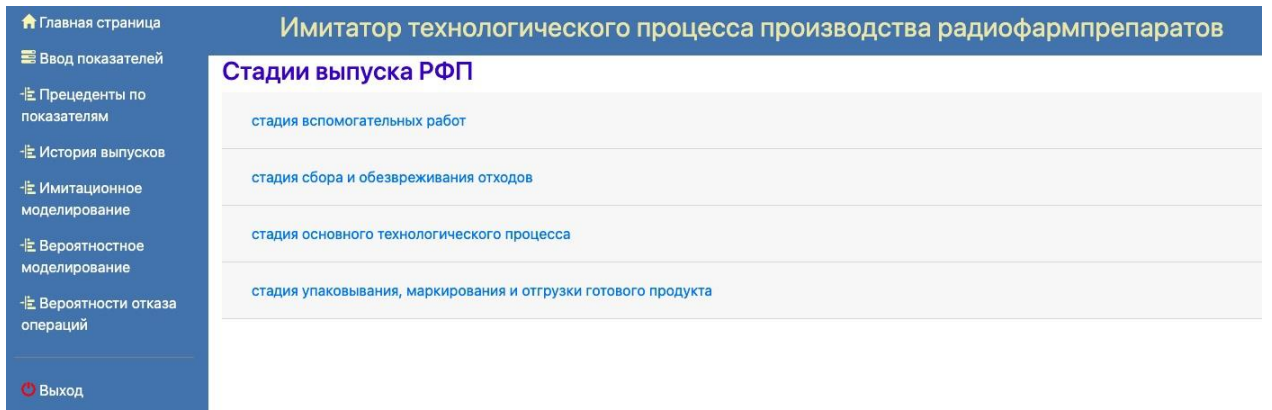 Главная страница
Ввод показателей
Прецеденты по
показателям
История выпусков
Имитационное
моделирование
Вероятностное
моделирование
Вероятности отказа
операций
Выход
Имитатор технологического процесса производства радиофармпрепаратов
Стадии выпуска РФП
стадия вспомогательных работ
стадия сбора и обезвреживания отходов
стадия основного технологического процесса
стадия упаковывания, маркирования и отгрузки готового продукта